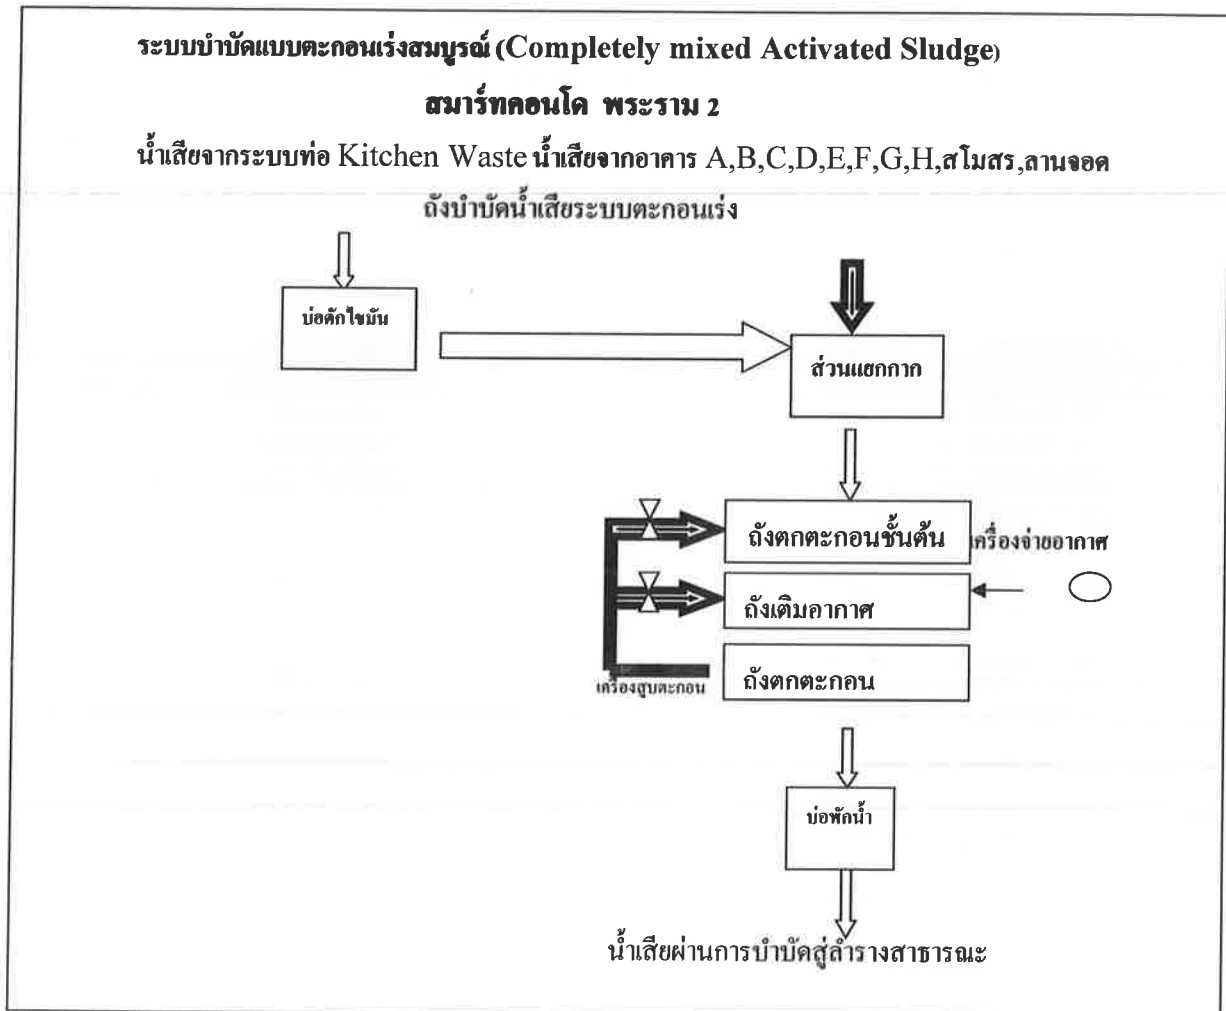 ระบบบำบัดแบบตะกอนเร่งสมบูรณ์ (Completely mixed Activated Sludge)
สมาร์ทคอนโด พระราม 2
น้ำเสียจากระบบท่อ Kitchen Waste น้ำเสียจากอาคาร A,B,C,D,E,F,G,H,สโมสร,ลานจอด
ถังบำบัดน้ำเสียระบบตะกอนเร่ง
บ่อดักไขมัน
ส่วนแยกกาก
ถังตกตะกอนชั้นต้น
เครื่องจ่ายอากาศ
ถังเติมอากาศ
ถังตกตะกอน
เครื่องสูบตะกอน
บ่อพักน้ำ
น้ำเสียผ่านการบำบัดสู่ลำรางสาธารณะ